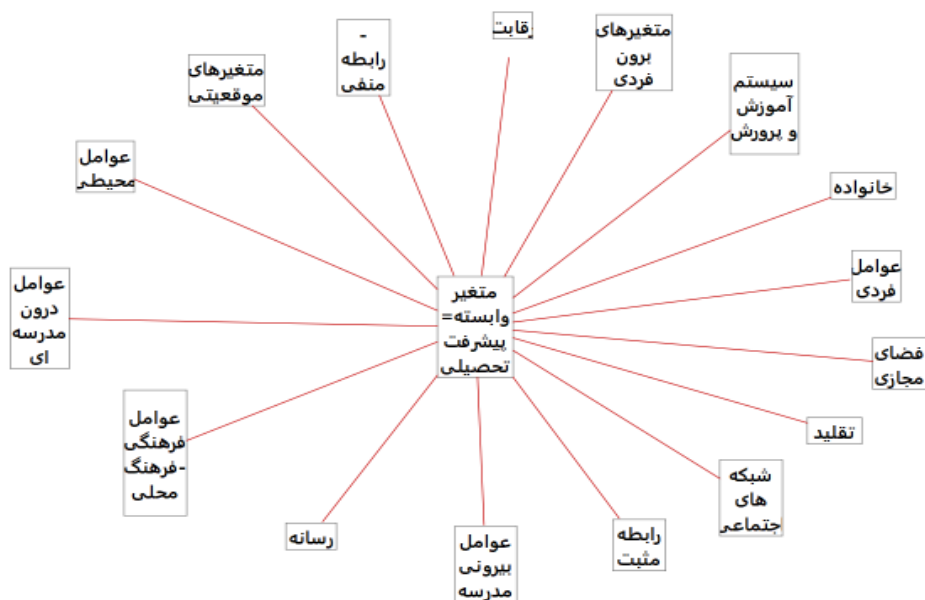 رقابت
متغیرهای
برون
فردی
-
رابطه
منفی
سیستم
آموزش
و پرورش
متغیرهای
موقعیتی
عوامل
محیطی
خانواده
عوامل
فردی
عوامل
درون
مدرسه
ای
متغیر
وابسته=
پیشرفت
تحصیلی
فضای
مجازی
عوامل
فرهنگی
-فرهنگ
محلی
تقلید
شبکه
های
جتماعی
رسانه
رابطه
مثبت
عوامل
بیرونی
مدرسه